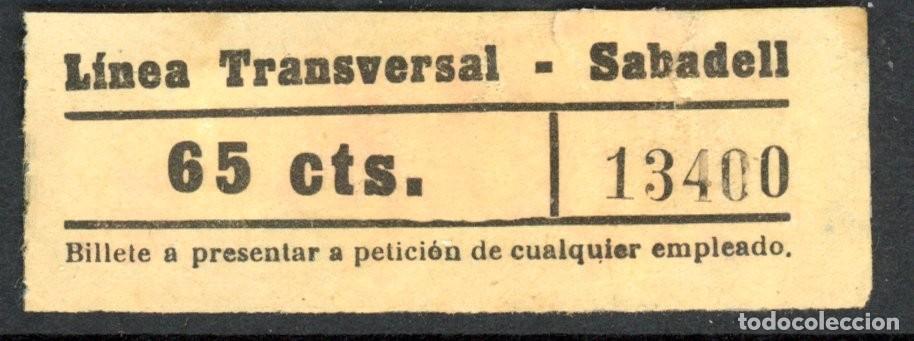 Línea Transversal - Sabadell
65 cts.
13400
Billete a presentar a petición de cualquier empleado.
todocoleccion